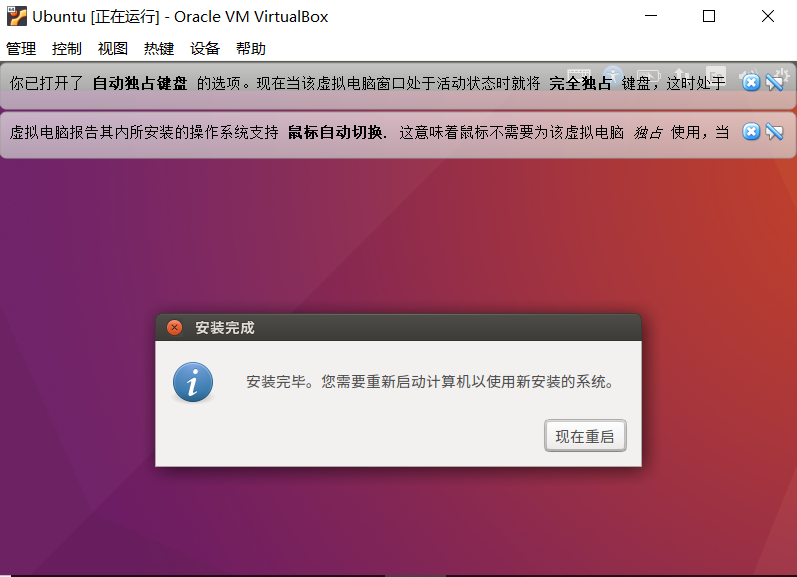 Ubuntu [正在运行] - Oracle VM VirtualBox
管理 控制 视图 热键 设备 帮助
你已打开了 自动独占键盘 的选项。现在当该虚拟电脑窗口处于活动状态时就将 完全独占 键盘，这时处于
虚拟电脑报告其内所安装的操作系统支持 鼠标自动切换. 这意味着鼠标不需要为该虚拟电脑 独占 使用，当
安装完成
安装完毕。您需要重新启动计算机以使用新安装的系统。
现在重启